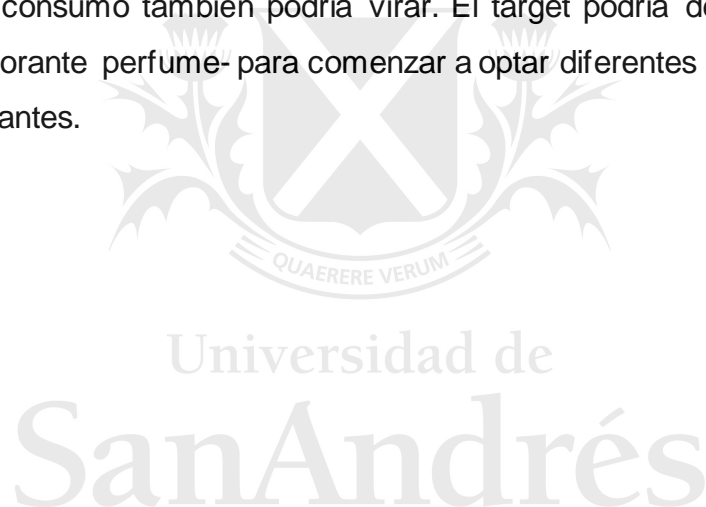 consumo también podría virar. El target podría de
orante perfume- para comenzar a optar diferentes
antes.
QUAERERE VERUM
Universidad de
SanAndrés